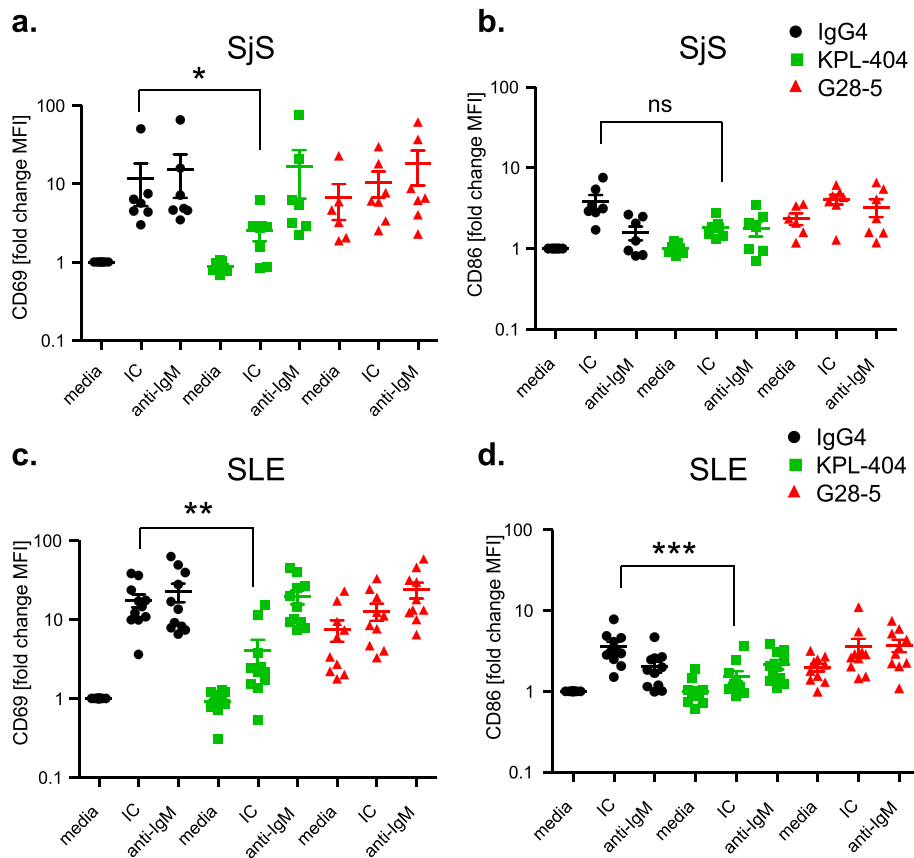 a.
SjS
*
CD69 [fold change MFI]
100
10
1
0.1
media
IC
anti-IgM
media
IC
anti-IgM
media
IC
anti-IgM
b.
SjS
IgG4
KPL-404
G28-5
ns
CD86 [fold change MFI]
100
10
1
0.1
media
IC
anti-IgM
media
IC
anti-IgM
media
IC
anti-IgM
c.
SLE
**
CD69 [fold change MFI]
100
10
1
0.1
media
IC
anti-IgM
media
IC
anti-IgM
media
IC
anti-IgM
d.
SLE
IgG4
KPL-404
G28-5
***
CD86 [fold change MFI]
100
10
1
0.1
media
IC
anti-IgM
media
IC
anti-IgM
media
IC
anti-IgM